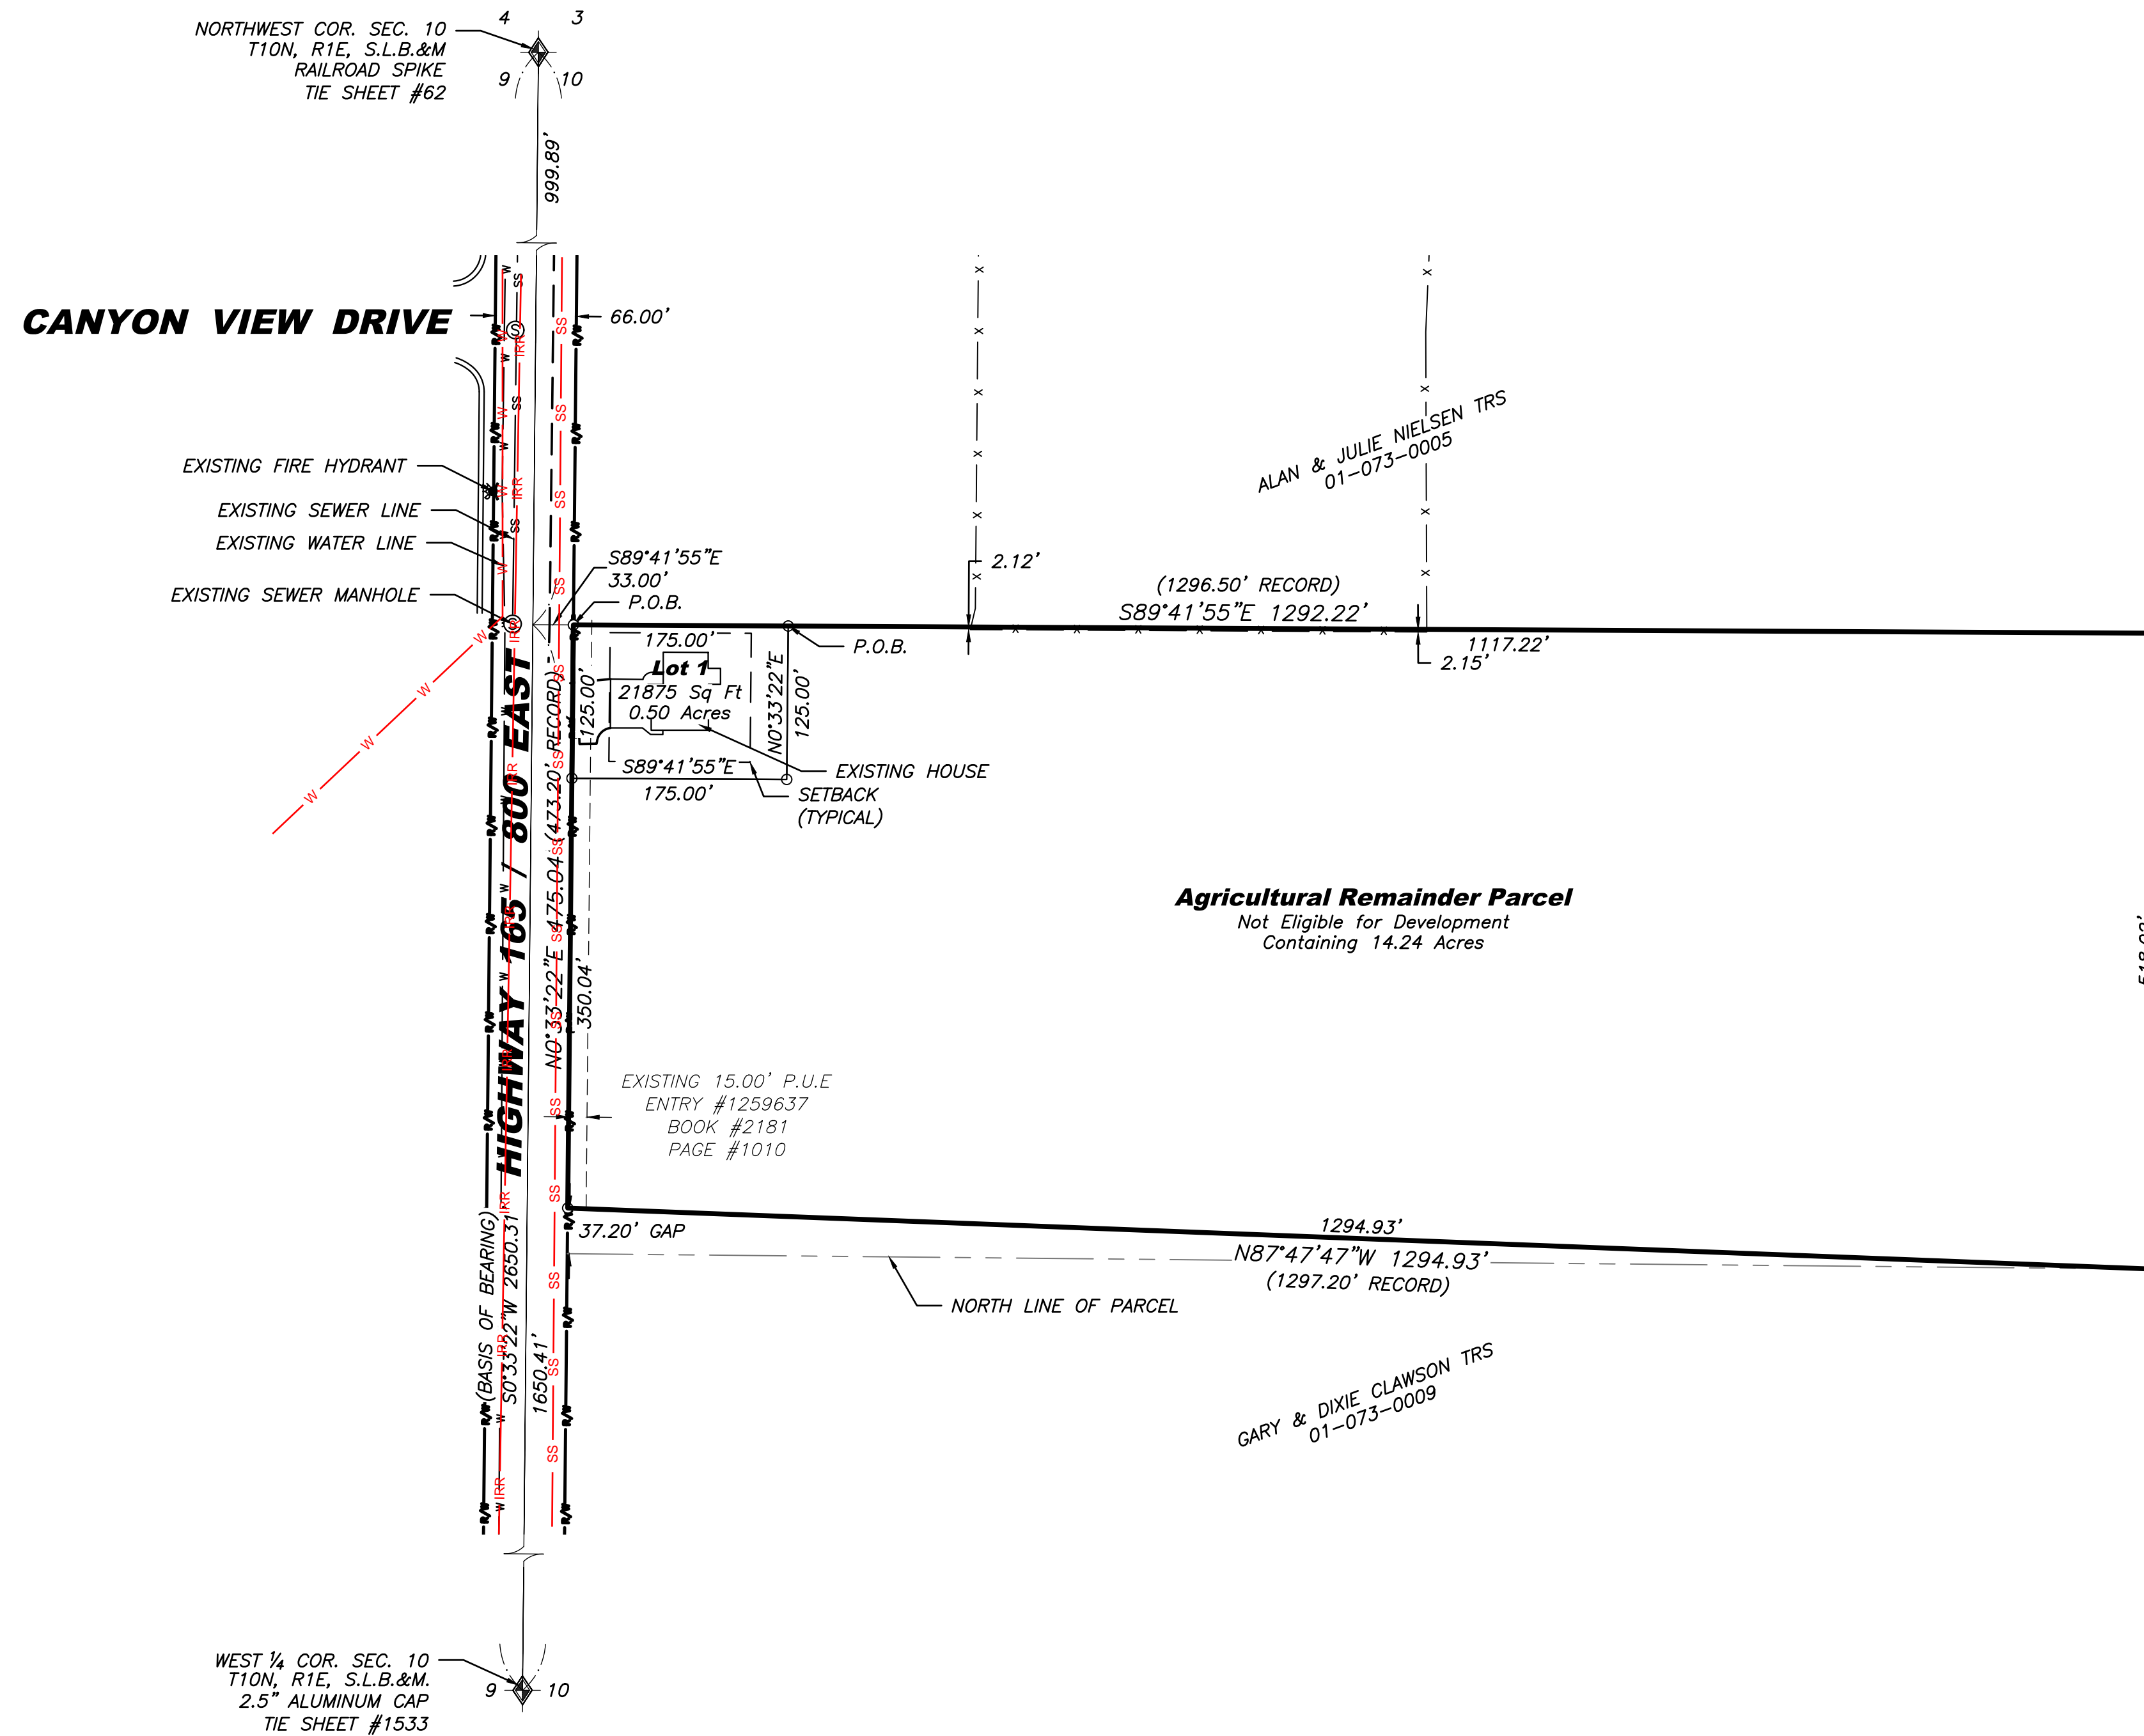 4
3
NORTHWEST COR. SEC. 10
T10N, R1E, S.L.B.&M
RAILROAD SPIKE
TIE SHEET #62
9
10
999.89'
CANYON VIEW DRIVE
66.00'
EXISTING FIRE HYDRANT
EXISTING SEWER LINE
EXISTING WATER LINE
EXISTING SEWER MANHOLE
ALAN & JULIE NIELSEN TRS
01-073-0005
S89°41'55"E
33.00'
P.O.B.
2.12'
(1296.50' RECORD)
S89°41'55"E 1292.22'
1117.22'
2.15'
P.O.B.
175.00'
Lot 1
21875 Sq Ft
0.50 Acres
125.00'
N0°33'22"E
125.00'
S89°41'55"E
175.00'
EXISTING HOUSE
SETBACK
(TYPICAL)
HIGHWAY 165 / 800 EAST
N0°33'22"E 475.04' (473.20' RECORD)
350.04'
Agricultural Remainder Parcel
Not Eligible for Development
Containing 14.24 Acres
EXISTING 15.00' P.U.E
ENTRY #1259637
BOOK #2181
PAGE #1010
37.20' GAP
1294.93'
N87°47'47"W 1294.93'
(1297.20' RECORD)
NORTH LINE OF PARCEL
(BASIS OF BEARING)
S0°33'22"W 2650.31'
1650.41'
GARY & DIXIE CLAWSON TRS
01-073-0009
WEST ¼ COR. SEC. 10
T10N, R1E, S.L.B.&M.
2.5" ALUMINUM CAP
TIE SHEET #1533
9
10
R/W
W
SS
IRR
S
X